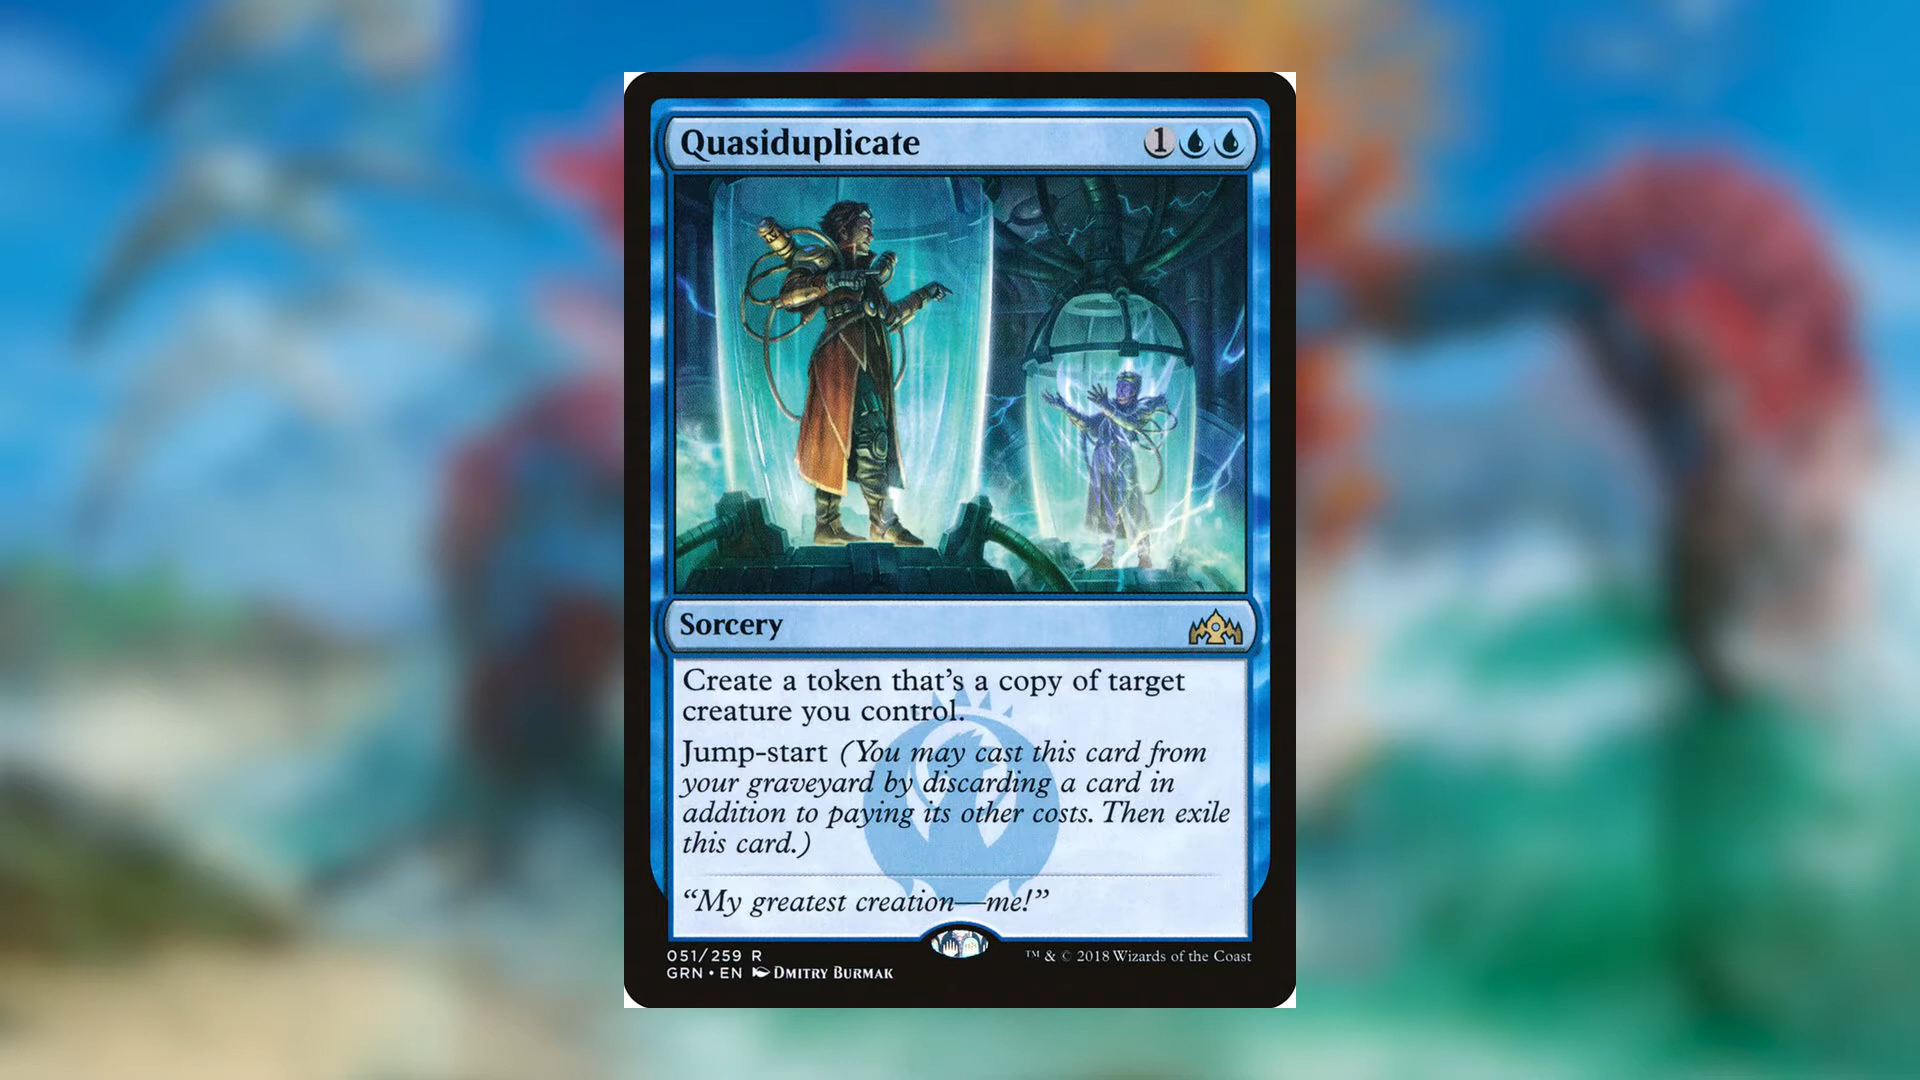 Quasiduplicate 1
Sorcery
Create a token that's a copy of target
creature you control.
Jump-start (You may cast this card from
your graveyard by discarding a card in
addition to paying its other costs. Then exile
this card.)
“My greatest creation—me!”
051/259 R
GRN • EN DMITRY BURMAK
™ & © 2018 Wizards of the Coast